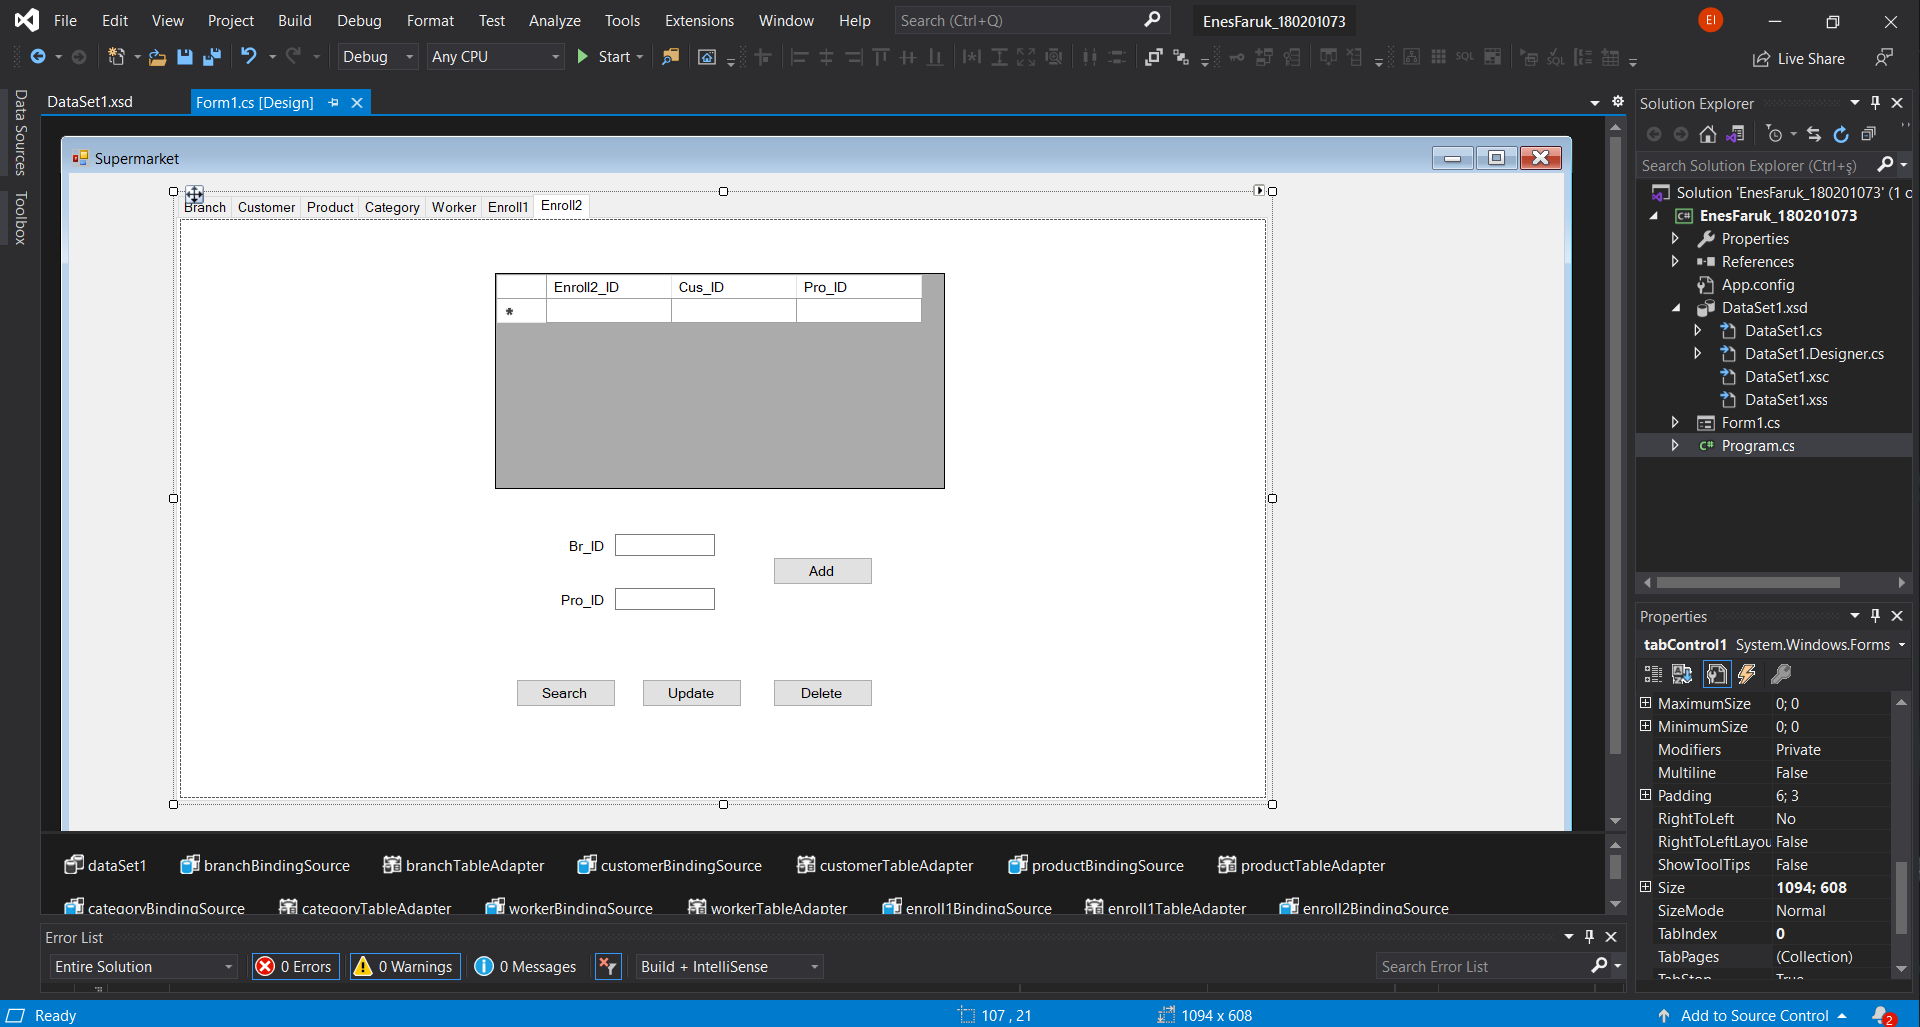 File Edit View Project Build Debug Format Test Analyze Tools Extensions Window Help Search (Ctrl+Q) EnesFaruk_180201073 EI
Debug Any CPU Start SQL SQL Live Share
Data Sources
Toolbox
DataSet1.xsd Form1.cs [Design]
Supermarket
Branch Customer Product Category Worker Enroll1 Enroll2
Enroll2_ID Cus_ID Pro_ID
*
Br_ID
Add
Pro_ID
Search Update Delete
dataSet1 branchBindingSource branchTableAdapter customerBindingSource customerTableAdapter productBindingSource productTableAdapter
categoryBindingSource categoryTableAdapter workerBindingSource workerTableAdapter enroll1BindingSource enroll1TableAdapter enroll2BindingSource
Error List
Entire Solution 0 Errors 0 Warnings 0 Messages Build + IntelliSense Search Error List
Solution Explorer
Search Solution Explorer (Ctrl+ş)
Solution 'EnesFaruk_180201073' (1 o
C# EnesFaruk_180201073
Properties
References
App.config
DataSet1.xsd
DataSet1.cs
DataSet1.Designer.cs
DataSet1.xsc
DataSet1.xss
Form1.cs
C# Program.cs
Properties
tabControl1 System.Windows.Forms
MaximumSize 0; 0
MinimumSize 0; 0
Modifiers Private
Multiline False
Padding 6; 3
RightToLeft No
RightToLeftLayou False
ShowToolTips False
Size 1094; 608
SizeMode Normal
TabIndex 0
TabPages (Collection)
TabStop True
Ready 107 , 21 1094 x 608 Add to Source Control 2